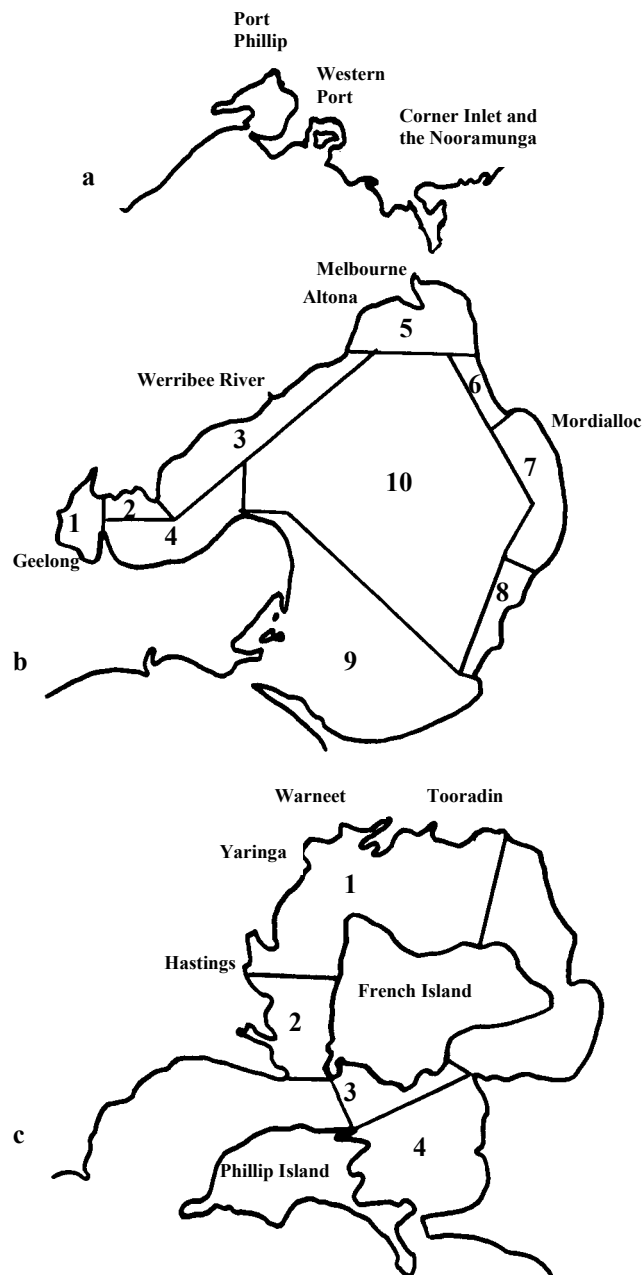 Port
Phillip
Western
Port
Corner Inlet and
the Nooramunga
a
Melbourne
Altona
5
Werribee River
6
Mordialloc
3
7
10
2
1
4
Geelong
8
9
b
Warneet
Tooradin
Yaringa
1
Hastings
French Island
2
3
c
4
Phillip Island